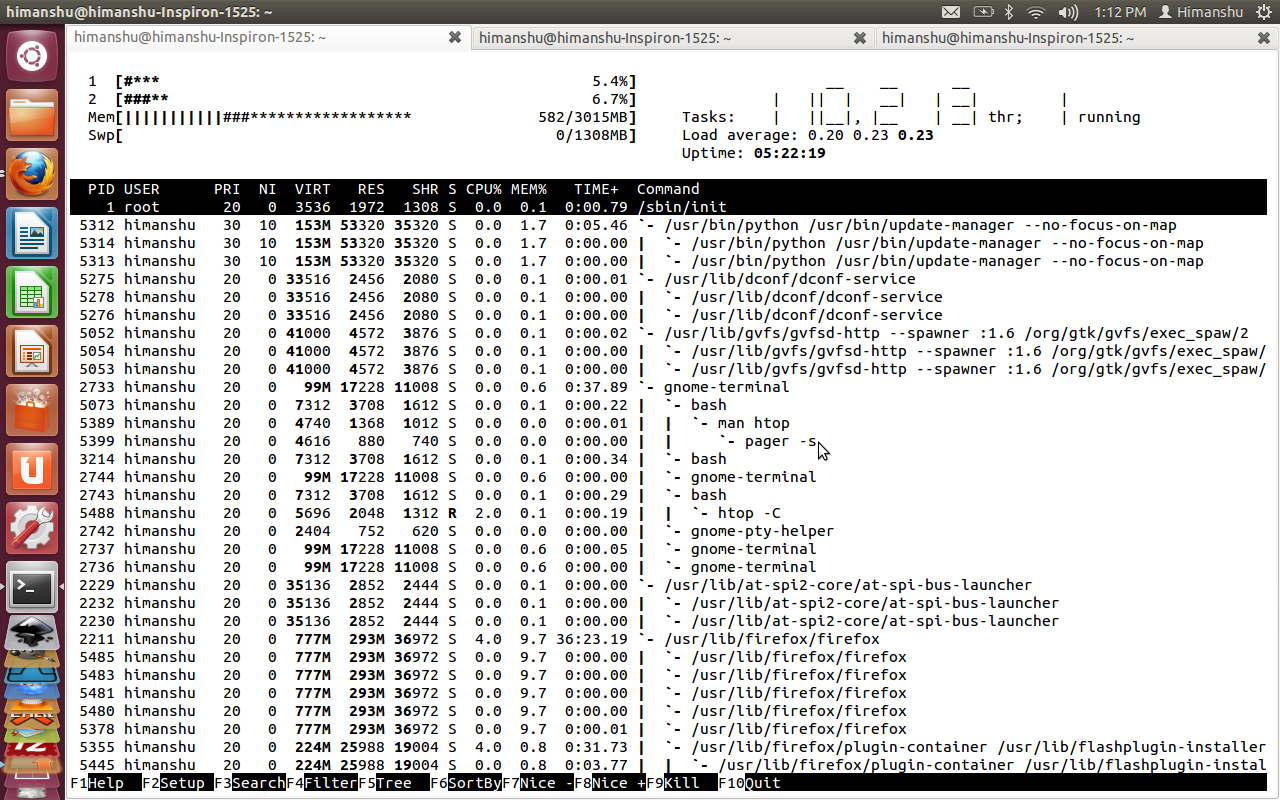 himanshu@himanshu-Inspiron-1525: ~
1:12 PM Himanshu
himanshu@himanshu-Inspiron-1525: ~ himanshu@himanshu-Inspiron-1525: ~ himanshu@himanshu-Inspiron-1525: ~
1 [#*** 5.4%]
2 [###** 6.7%]
Mem[|||||||||||###****************** 582/3015MB] Tasks: 110, 213 thr; 1 running
Swp[ 0/1308MB] Load average: 0.20 0.23 0.23
Uptime: 05:22:19
PID USER PRI NI VIRT RES SHR S CPU% MEM% TIME+ Command
1 root 20 0 3536 1972 1308 S 0.0 0.1 0:00.79 /sbin/init
5312 himanshu 30 10 153M 53320 35320 S 0.0 1.7 0:05.46 `- /usr/bin/python /usr/bin/update-manager --no-focus-on-map
5314 himanshu 20 0 153M 53320 35320 S 0.0 1.7 0:00.00 | `- /usr/bin/python /usr/bin/update-manager --no-focus-on-map
5313 himanshu 30 10 153M 53320 35320 S 0.0 1.7 0:00.00 | `- /usr/bin/python /usr/bin/update-manager --no-focus-on-map
5275 himanshu 20 0 33516 2456 2080 S 0.0 0.1 0:00.01 `- /usr/lib/dconf/dconf-service
5278 himanshu 20 0 33516 2456 2080 S 0.0 0.1 0:00.00 | `- /usr/lib/dconf/dconf-service
5276 himanshu 20 0 33516 2456 2080 S 0.0 0.1 0:00.00 | `- /usr/lib/dconf/dconf-service
5052 himanshu 20 0 41000 4572 3876 S 0.0 0.1 0:00.02 `- /usr/lib/gvfs/gvfsd-http --spawner :1.6 /org/gtk/gvfs/exec_spaw/2
5054 himanshu 20 0 41000 4572 3876 S 0.0 0.1 0:00.00 | `- /usr/lib/gvfs/gvfsd-http --spawner :1.6 /org/gtk/gvfs/exec_spaw/
5053 himanshu 20 0 41000 4572 3876 S 0.0 0.1 0:00.00 | `- /usr/lib/gvfs/gvfsd-http --spawner :1.6 /org/gtk/gvfs/exec_spaw/
2733 himanshu 20 0 99M 17228 11008 S 0.0 0.6 0:37.89 `- gnome-terminal
5073 himanshu 20 0 7312 3708 1612 S 0.0 0.1 0:00.22 | `- bash
5389 himanshu 20 0 4740 1368 1012 S 0.0 0.0 0:00.01 | | `- man htop
5399 himanshu 20 0 4616 880 740 S 0.0 0.0 0:00.00 | | `- pager -s
3214 himanshu 20 0 7312 3708 1612 S 0.0 0.1 0:00.34 | `- bash
2744 himanshu 20 0 99M 17228 11008 S 0.0 0.6 0:00.00 | `- gnome-terminal
2743 himanshu 20 0 7312 3708 1612 S 0.0 0.1 0:00.29 | `- bash
5488 himanshu 20 0 5696 2048 1312 R 2.0 0.1 0:00.19 | | `- htop -C
2742 himanshu 20 0 2404 752 620 S 0.0 0.0 0:00.00 | `- gnome-pty-helper
2737 himanshu 20 0 99M 17228 11008 S 0.0 0.6 0:00.05 | `- gnome-terminal
2736 himanshu 20 0 99M 17228 11008 S 0.0 0.6 0:00.00 | `- gnome-terminal
2229 himanshu 20 0 35136 2852 2444 S 0.0 0.1 0:00.00 `- /usr/lib/at-spi2-core/at-spi-bus-launcher
2232 himanshu 20 0 35136 2852 2444 S 0.0 0.1 0:00.00 | `- /usr/lib/at-spi2-core/at-spi-bus-launcher
2230 himanshu 20 0 35136 2852 2444 S 0.0 0.1 0:00.00 | `- /usr/lib/at-spi2-core/at-spi-bus-launcher
2211 himanshu 20 0 777M 293M 36972 S 4.0 9.7 36:23.19 `- /usr/lib/firefox/firefox
5485 himanshu 20 0 777M 293M 36972 S 0.0 9.7 0:00.00 | `- /usr/lib/firefox/firefox
5483 himanshu 20 0 777M 293M 36972 S 0.0 9.7 0:00.00 | `- /usr/lib/firefox/firefox
5481 himanshu 20 0 777M 293M 36972 S 0.0 9.7 0:00.00 | `- /usr/lib/firefox/firefox
5480 himanshu 20 0 777M 293M 36972 S 0.0 9.7 0:00.00 | `- /usr/lib/firefox/firefox
5378 himanshu 20 0 777M 293M 36972 S 0.0 9.7 0:00.01 | `- /usr/lib/firefox/firefox
5355 himanshu 20 0 224M 25988 19004 S 4.0 0.8 0:31.73 | `- /usr/lib/firefox/plugin-container /usr/lib/flashplugin-installer
5445 himanshu 20 0 224M 25988 19004 S 0.0 0.8 0:03.77 | `- /usr/lib/firefox/plugin-container /usr/lib/flashplugin-instal
F1Help F2Setup F3SearchF4FilterF5Tree F6SortByF7Nice -F8Nice +F9Kill F10Quit